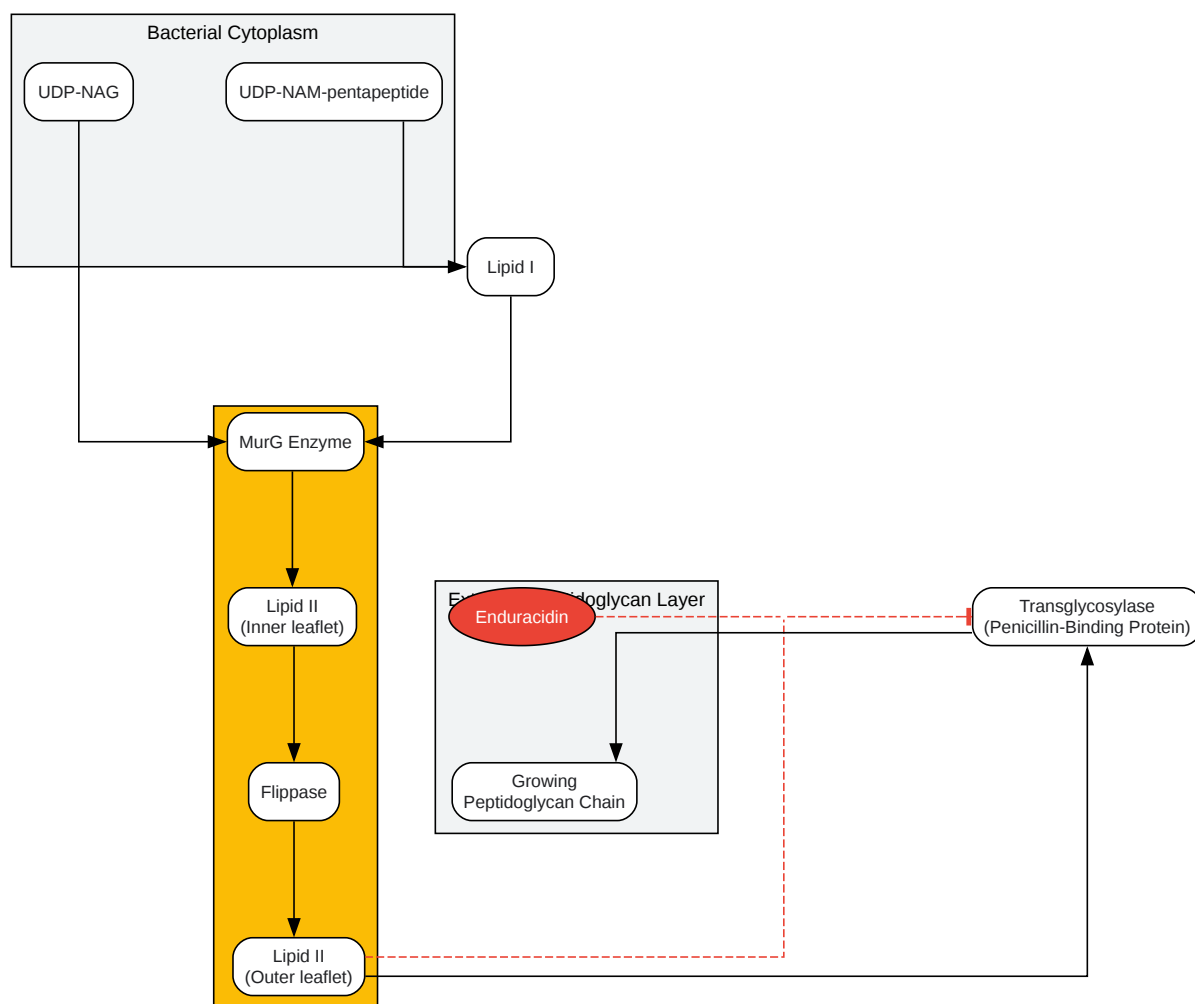 Bacterial Cytoplasm
UDP-NAG
UDP-NAM-pentapeptide
Lipid I
MurG Enzyme
Lipid II
(Inner leaflet)
Peptidoglycan Layer
Enduracidin
Transglycosylase
(Penicillin-Binding Protein)
Flippase
Growing
Peptidoglycan Chain
Lipid II
(Outer leaflet)